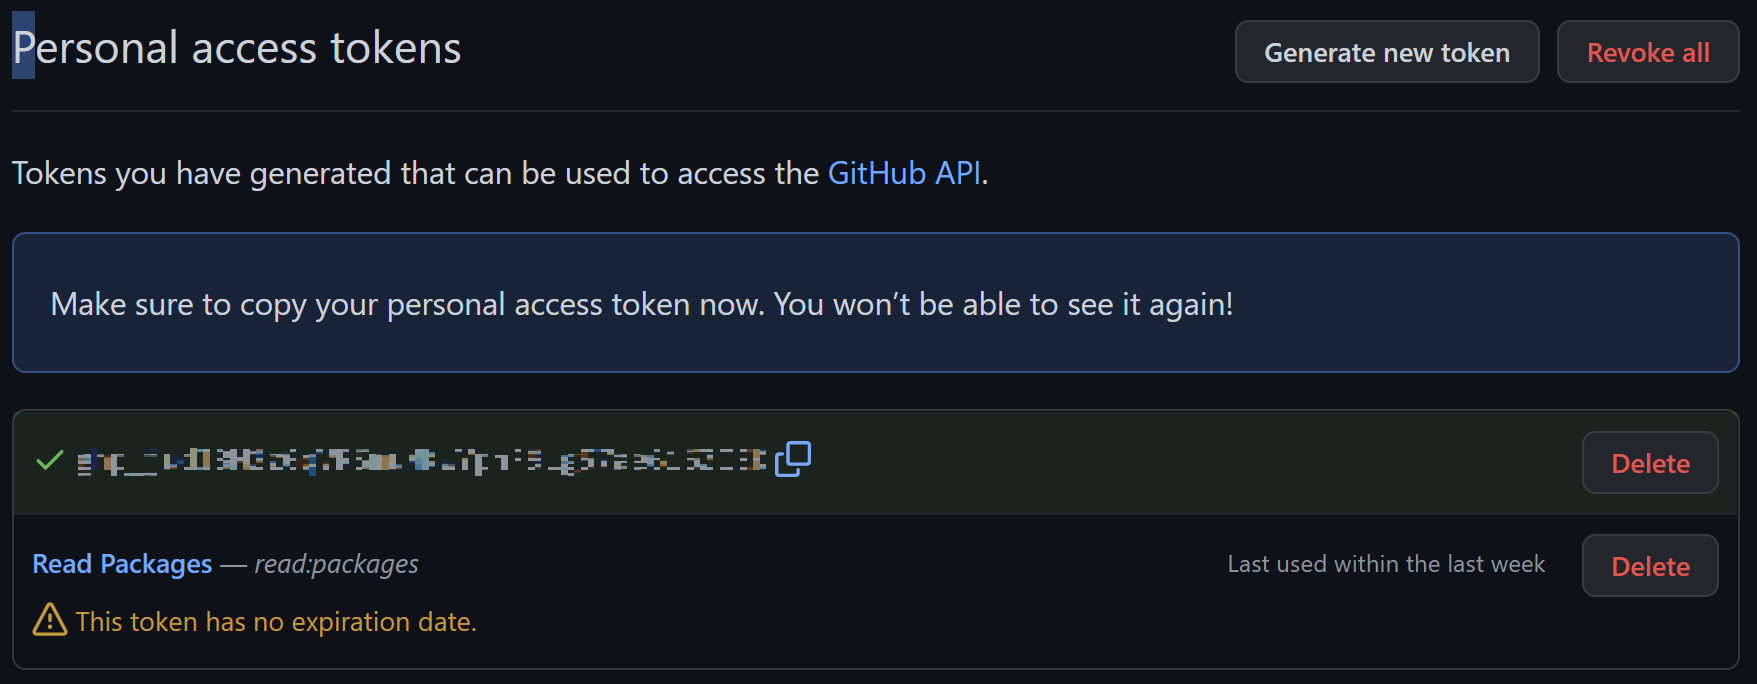 Personal access tokens
Generate new token
Revoke all
Tokens you have generated that can be used to access the GitHub API.
Make sure to copy your personal access token now. You won’t be able to see it again!
Delete
Read Packages — read:packages
Last used within the last week
Delete
This token has no expiration date.